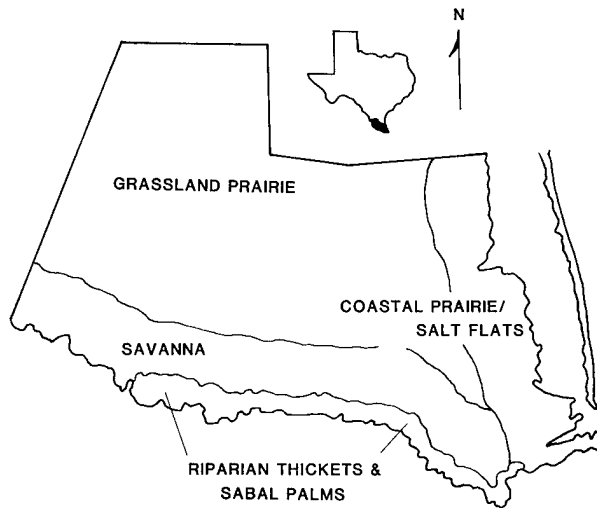 N
GRASSLAND PRAIRIE
COASTAL PRAIRIE/
SALT FLATS
SAVANNA
RIPARIAN THICKETS &
SABAL PALMS